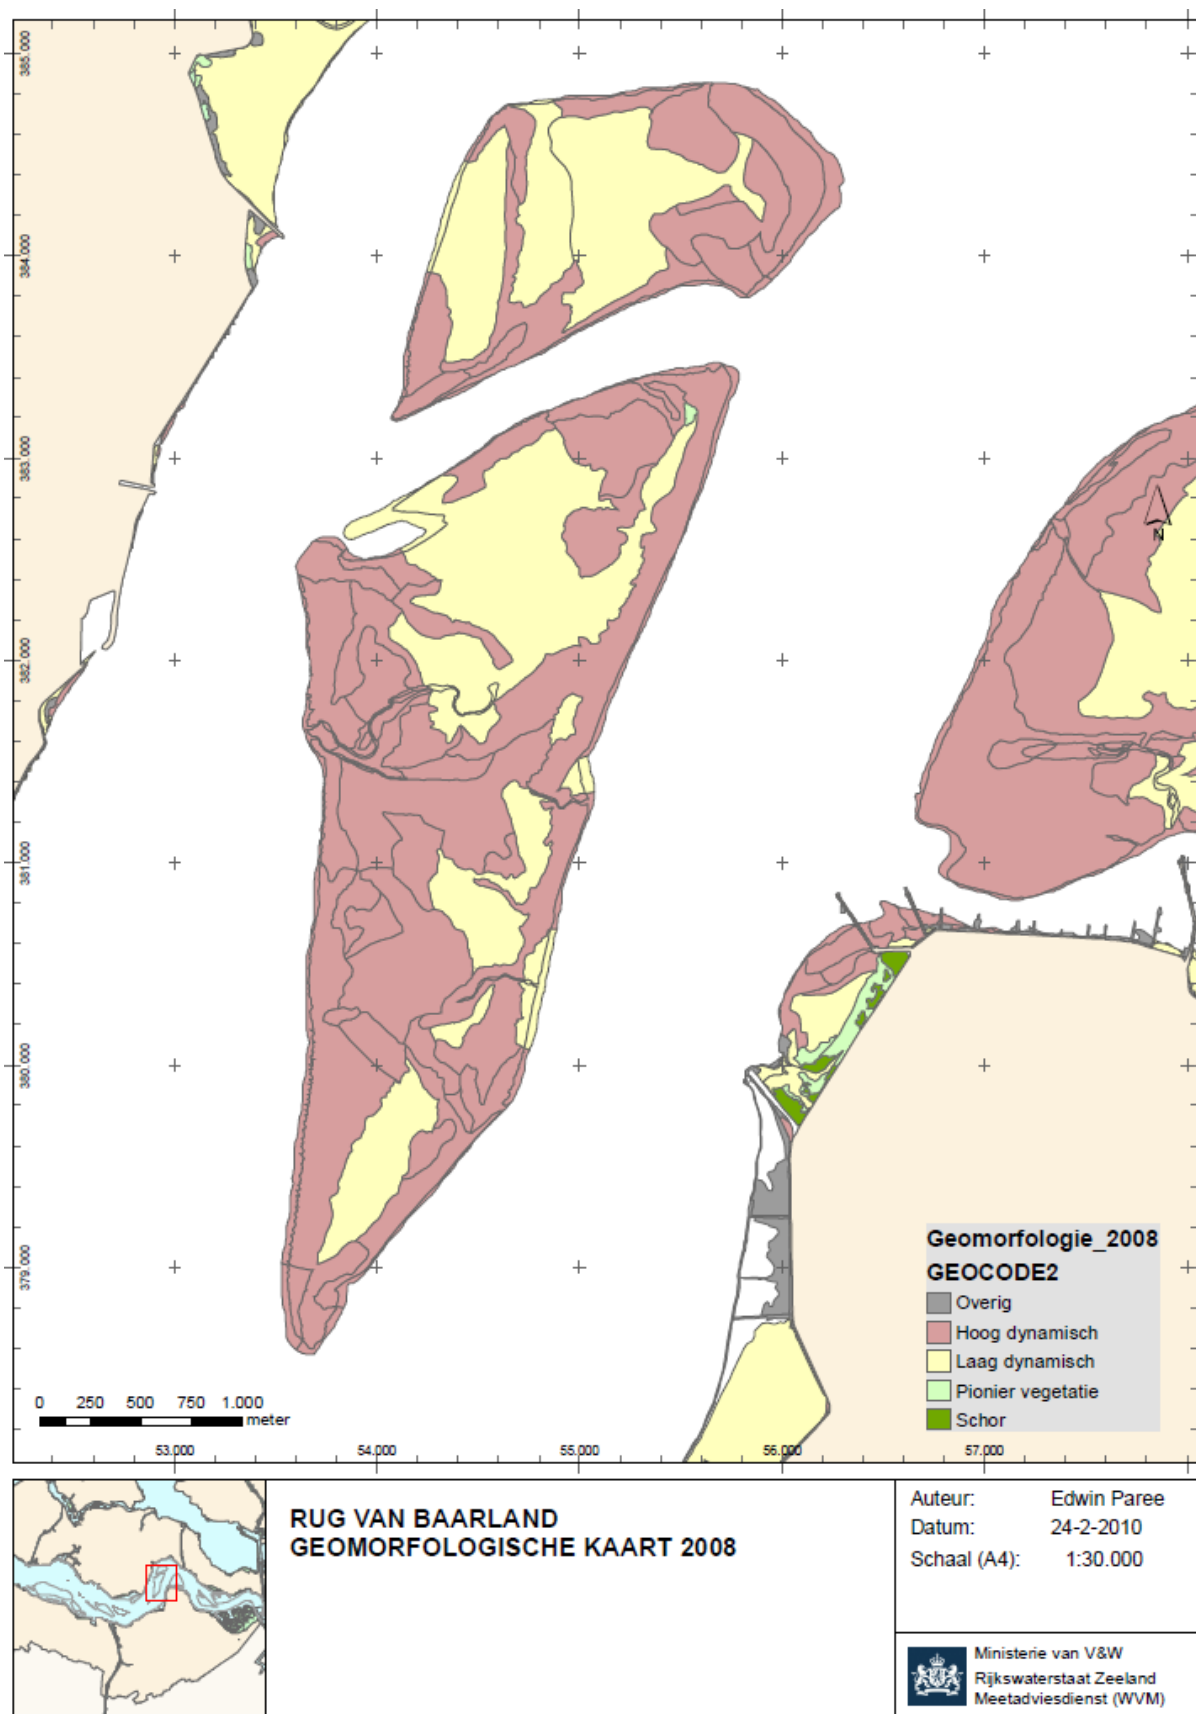 385.000
384.000
383.000
382.000
381.000
380.000
379.000
N
Geomorfologie_2008
GEOCODE2
Overig
Hoog dynamisch
Laag dynamisch
Pionier vegetatie
Schor
0 250 500 750 1.000
meter
53.000 54.000 55.000 56.000 57.000
RUG VAN BAARLAND
GEOMORFOLOGISCHE KAART 2008
Auteur: Edwin Paree
Datum: 24-2-2010
Schaal (A4): 1:30.000
Ministerie van V&W
Rijkswaterstaat Zeeland
Meetadviesdienst (WVM)